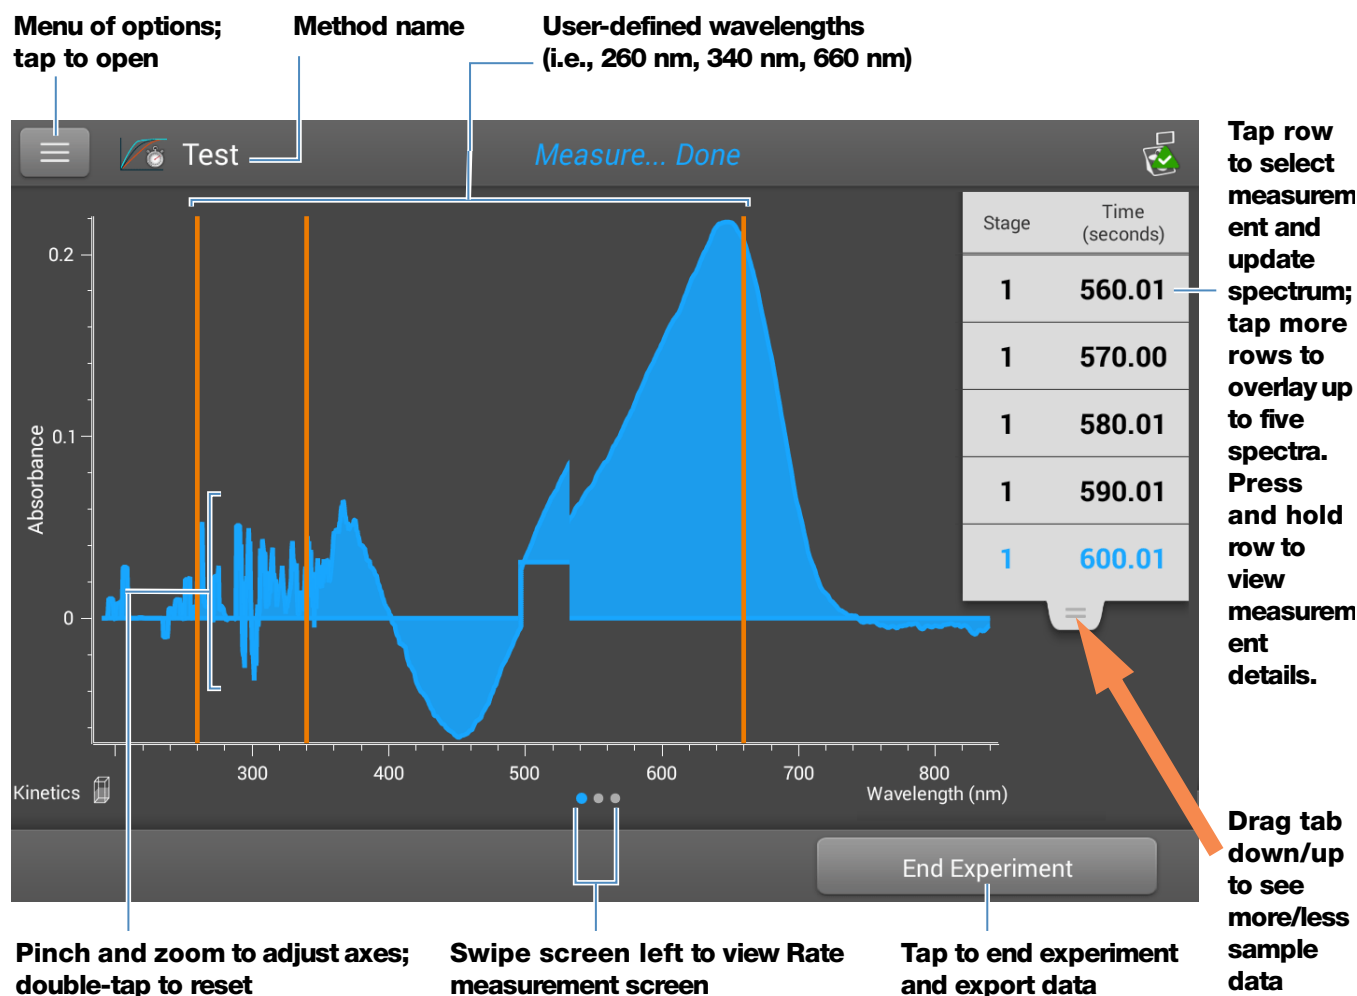 Menu of options;
tap to open
Method name
User-defined wavelengths
(i.e., 260 nm, 340 nm, 660 nm)
Test
Measure... Done
Stage
Time
(seconds)
1 560.01
1 570.00
1 580.01
1 590.01
1 600.01
Tap row
to select
measurem
ent and
update
spectrum;
tap more
rows to
overlay up
to five
spectra.
Press
and hold
row to
view
measurem
ent
details.
0.2
0.1
0
Absorbance
300 400 500 600 700 800
Kinetics
Wavelength (nm)
End Experiment
Drag tab
down/up
to see
more/less
sample
data
Pinch and zoom to adjust axes;
double-tap to reset
Swipe screen left to view Rate
measurement screen
Tap to end experiment
and export data